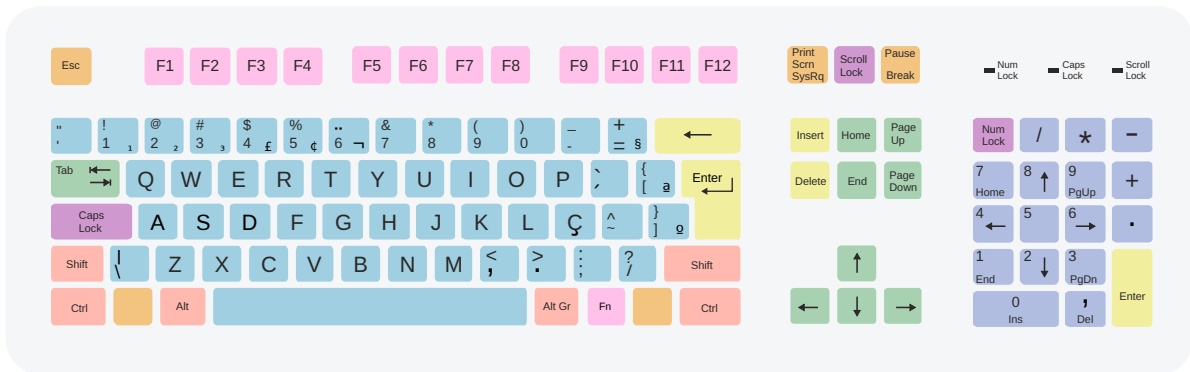 Esc F1 F2 F3 F4 F5 F6 F7 F8 F9 F10 F11 F12
Print
Scrn
SysRq
Scroll
Lock
Pause
Break
Num
Lock
Caps
Lock
Scroll
Lock
" ! @ # $ % ¨ & * ( ) _ +
' 1 ₁ 2 ₂ 3 ₃ 4 £ 5 ¢ 6 ¬ 7 8 9 0 - = § ←
Insert Home Page
Up
Num
Lock
/ * -
Tab Q W E R T Y U I O P ` ´ { [ ª Enter
Delete End Page
Down
7 8 ↑ 9 +
Home PgUp
Caps
Lock
A S D F G H J K L Ç ^ ~ } ] º
4 ← 5 6 → .
Shift | \ Z X C V B N M < , > . : ; ? / Shift
↑
1 2 ↓ 3
End PgDn
Enter
Ctrl Alt Alt Gr Fn Ctrl
← ↓ →
0 ,
Ins Del